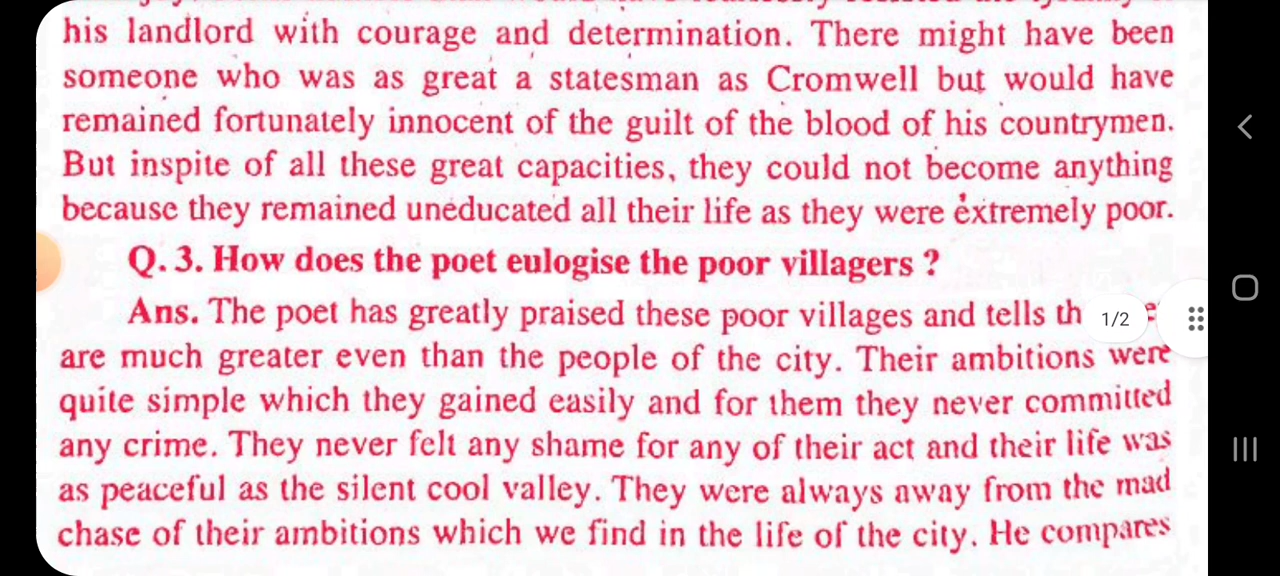 his landlord with courage and determination. There might have been
someone who was as great a statesman as Cromwell but would have
remained fortunately innocent of the guilt of the blood of his countrymen.
But inspite of all these great capacities, they could not become anything
because they remained uneducated all their life as they were extremely poor.
Q. 3. How does the poet eulogise the poor villagers ?
Ans. The poet has greatly praised these poor villages and tells
1/2
are much greater even than the people of the city. Their ambitions were
quite simple which they gained easily and for them they never committed
any crime. They never felt any shame for any of their act and their life was
as peaceful as the silent cool valley. They were always away from the mad
chase of their ambitions which we find in the life of the city. He compares